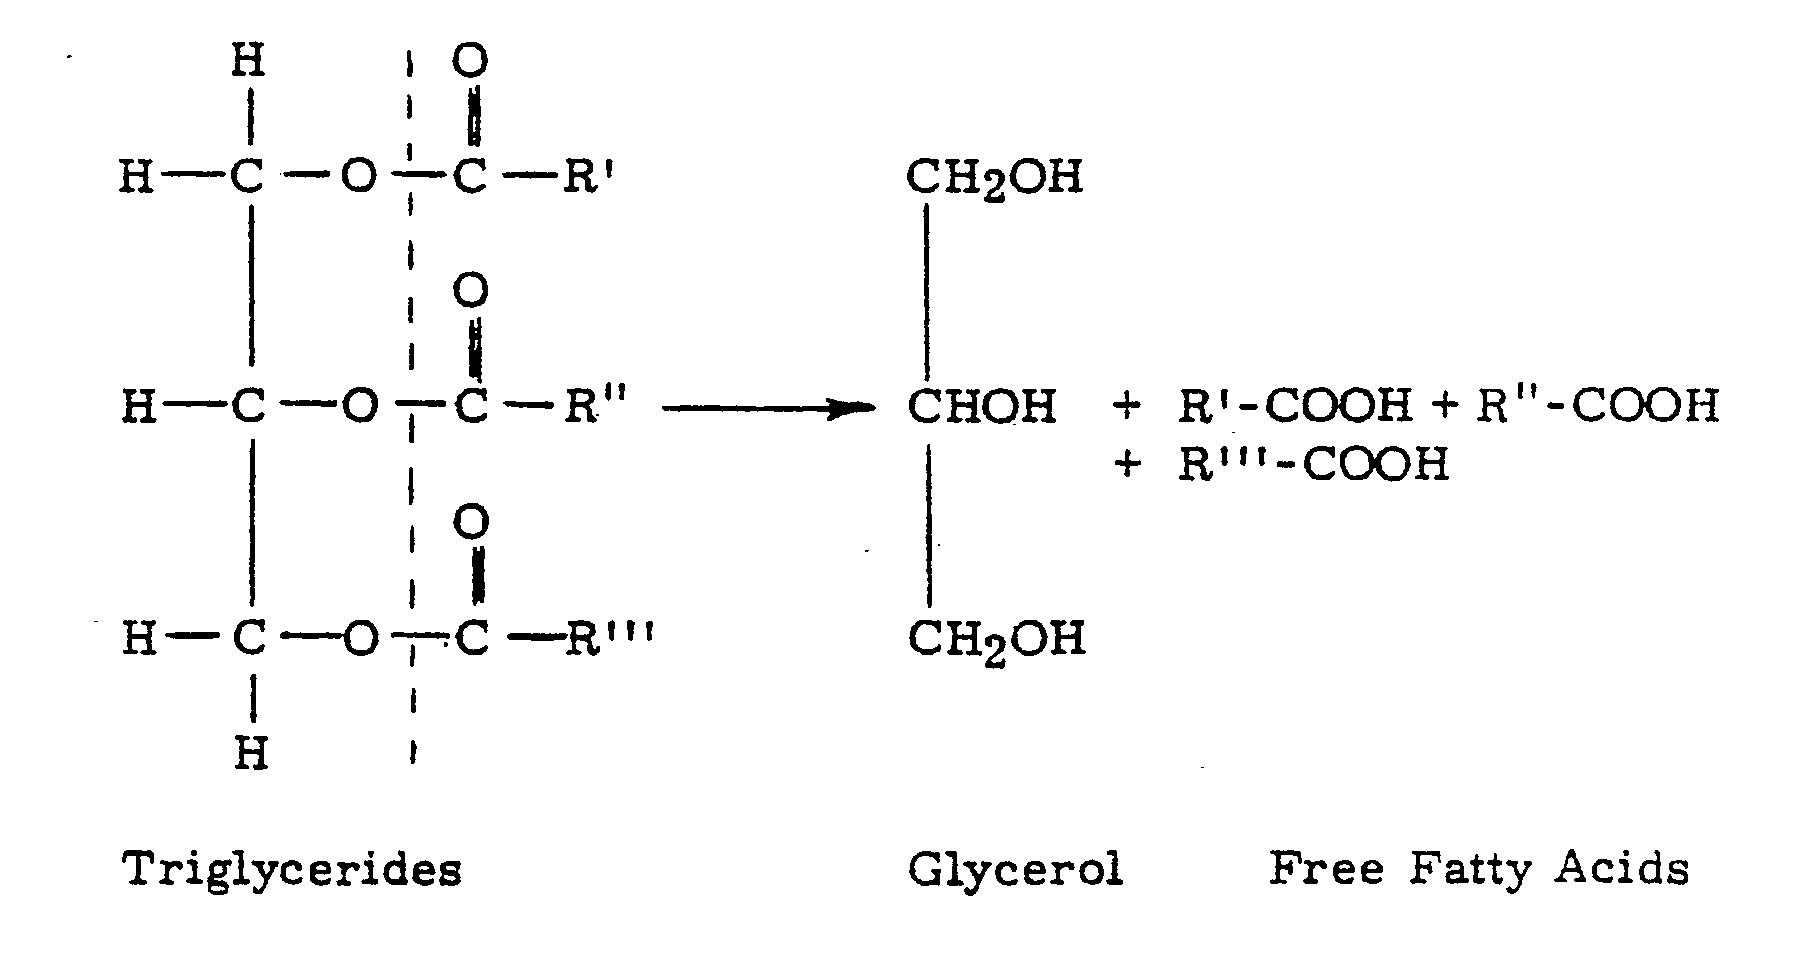 H O
H—C—O—C—R'
O
H—C—O—C—R''
O
H—C—O—C—R'''
H
CH2OH
CHOH + R'-COOH + R''-COOH
+ R'''-COOH
CH2OH
Triglycerides Glycerol Free Fatty Acids